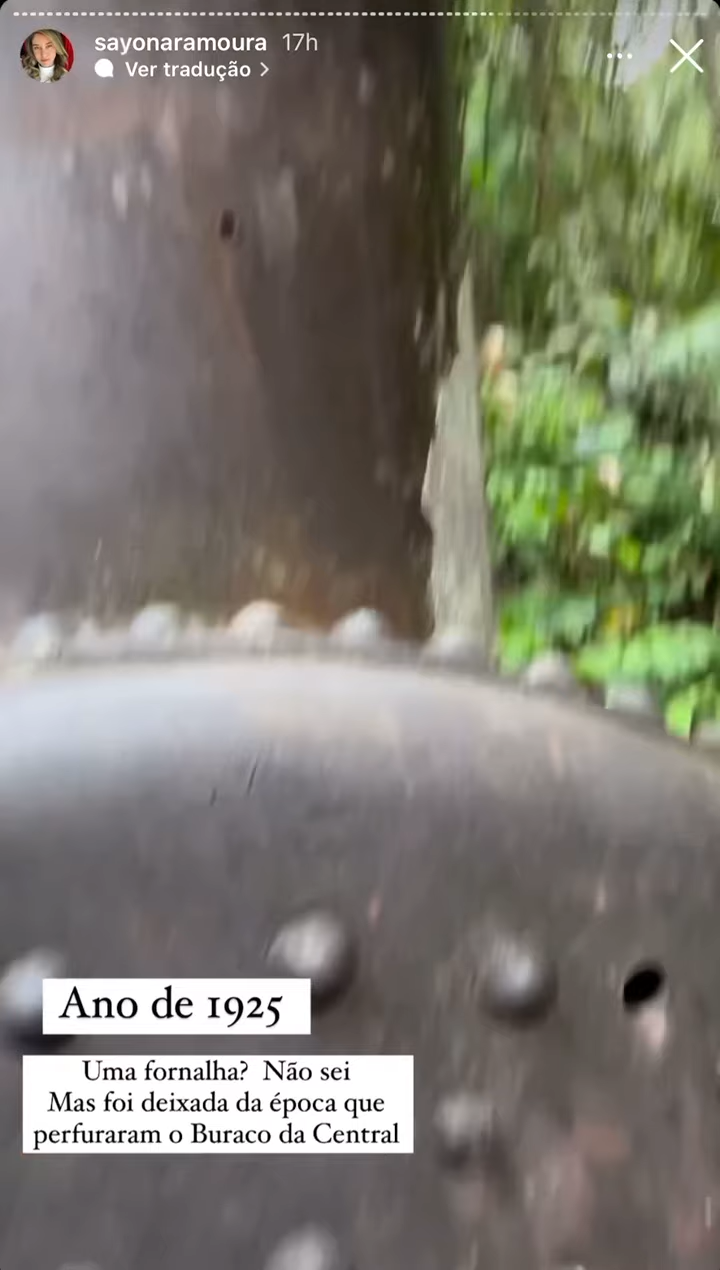 sayonaramoura 17h
Ver tradução
Ano de 1925
Uma fornalha? Não sei
Mas foi deixada da época que
perfuraram o Buraco da Central